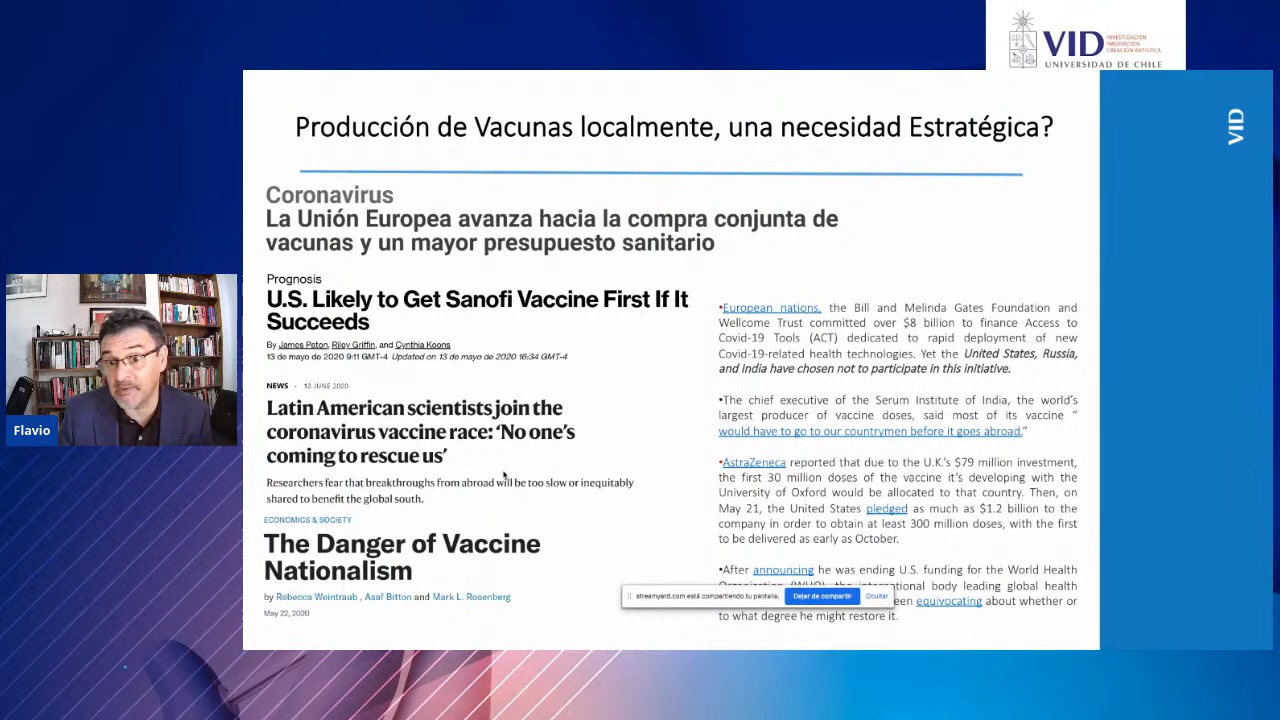 VID
INVESTIGACIÓN
INNOVACIÓN
CREACIÓN ARTÍSTICA
UNIVERSIDAD DE CHILE
VID
Producción de Vacunas localmente, una necesidad Estratégica?
Coronavirus
La Unión Europea avanza hacia la compra conjunta de
vacunas y un mayor presupuesto sanitario
Prognosis
U.S. Likely to Get Sanofi Vaccine First If It
Succeeds
By James Paton, Riley Griffin, and Cynthia Koons
13 de mayo de 2020 9:11 GMT-4 Updated on 13 de mayo de 2020 16:34 GMT-4
NEWS · 12 JUNE 2020
Latin American scientists join the
coronavirus vaccine race: ‘No one’s
coming to rescue us’
Researchers fear that breakthroughs from abroad will be too slow or inequitably
shared to benefit the global south.
ECONOMICS & SOCIETY
The Danger of Vaccine
Nationalism
by Rebecca Weintraub , Asaf Bitton and Mark L. Rosenberg
May 22, 2020
•European nations, the Bill and Melinda Gates Foundation and
Wellcome Trust committed over $8 billion to finance Access to
Covid-19 Tools (ACT) dedicated to rapid deployment of new
Covid-19-related health technologies. Yet the United States, Russia,
and India have chosen not to participate in this initiative.
•The chief executive of the Serum Institute of India, the world’s
largest producer of vaccine doses, said most of its vaccine “
would have to go to our countrymen before it goes abroad.”
•AstraZeneca reported that due to the U.K.’s $79 million investment,
the first 30 million doses of the vaccine it’s developing with the
University of Oxford would be allocated to that country. Then, on
May 21, the United States pledged as much as $1.2 billion to the
company in order to obtain at least 300 million doses, with the first
to be delivered as early as October.
•After announcing he was ending U.S. funding for the World Health
Organization (WHO), the international body leading global health
equivocating about whether or
to what degree he might restore it.
streamyard.com está compartiendo tu pantalla.
Dejar de compartir
Ocultar
Flavio